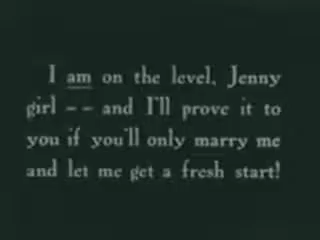 I am on the level, Jenny
girl -- and I'll prove it to
you if you'll only marry me
and let me get a fresh start!